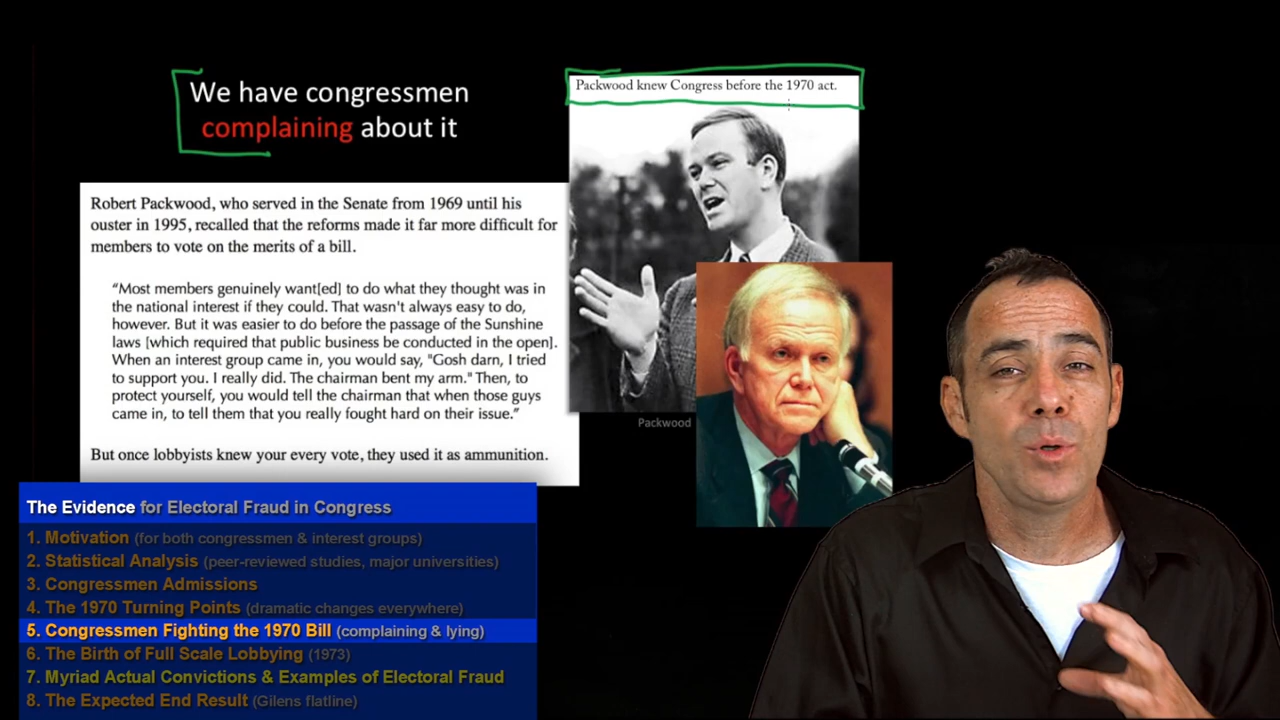 We have congressmen
complaining about it
Packwood knew Congress before the 1970 act.
Robert Packwood, who served in the Senate from 1969 until his
ouster in 1995, recalled that the reforms made it far more difficult for
members to vote on the merits of a bill.
“Most members genuinely want[ed] to do what they thought was in
the national interest if they could. That wasn't always easy to do,
however. But it was easier to do before the passage of the Sunshine
laws [which required that public business be conducted in the open].
When an interest group came in, you would say, "Gosh darn, I tried
to support you. I really did. The chairman bent my arm." Then, to
protect yourself, you would tell the chairman that when those guys
came in, to tell them that you really fought hard on their issue.”
But once lobbyists knew your every vote, they used it as ammunition.
Packwood
The Evidence for Electoral Fraud in Congress
1. Motivation (for both congressmen & interest groups)
2. Statistical Analysis (peer-reviewed studies, major universities)
3. Congressmen Admissions
4. The 1970 Turning Points (dramatic changes everywhere)
5. Congressmen Fighting the 1970 Bill (complaining & lying)
6. The Birth of Full Scale Lobbying (1973)
7. Myriad Actual Convictions & Examples of Electoral Fraud
8. The Expected End Result (Gilens flatline)